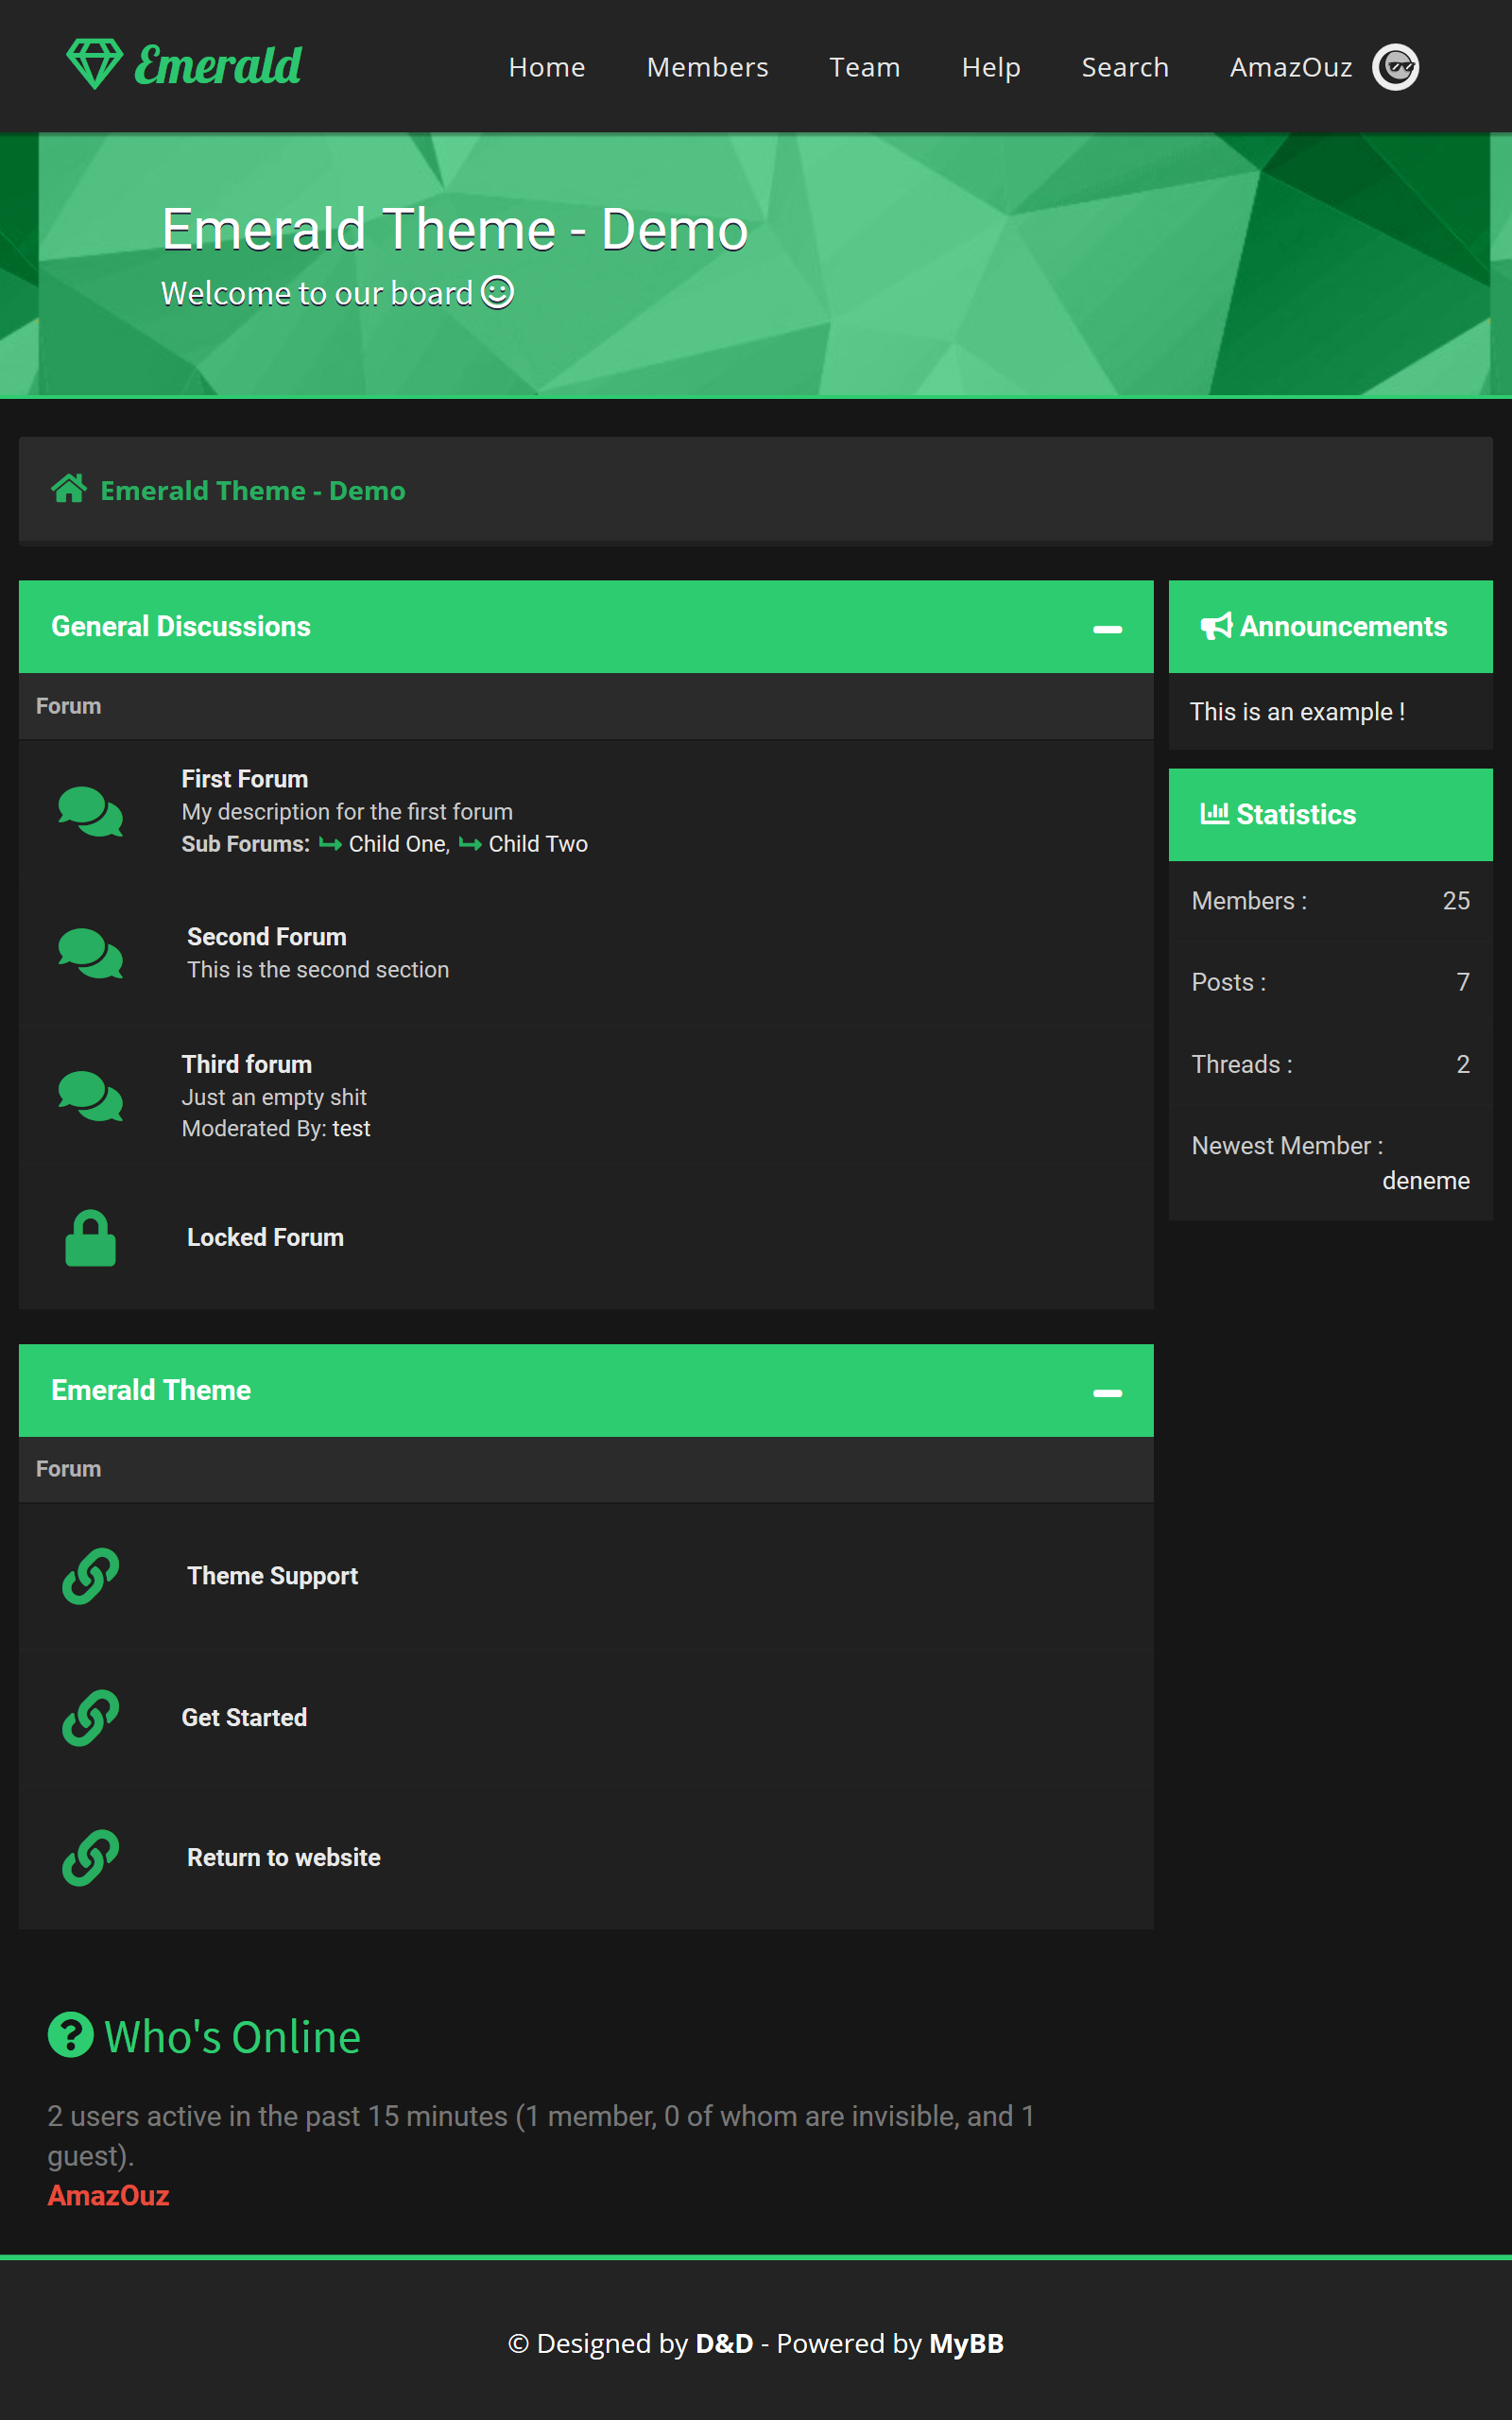 Emerald
Home Members Team Help Search AmazOuz
Emerald Theme - Demo
Welcome to our board
Emerald Theme - Demo
General Discussions
Forum
First Forum
My description for the first forum
Sub Forums: Child One, Child Two
Second Forum
This is the second section
Third forum
Just an empty shit
Moderated By: test
Locked Forum
Emerald Theme
Forum
Theme Support
Get Started
Return to website
Announcements
This is an example !
Statistics
Members : 25
Posts : 7
Threads : 2
Newest Member :
deneme
Who's Online
2 users active in the past 15 minutes (1 member, 0 of whom are invisible, and 1
guest).
AmazOuz
© Designed by D&D - Powered by MyBB